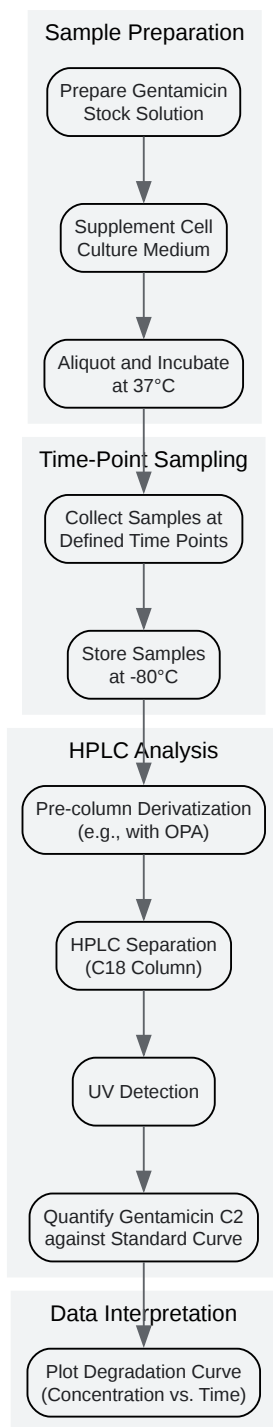 Sample Preparation
Prepare Gentamicin
Stock Solution
Supplement Cell
Culture Medium
Aliquot and Incubate
at 37°C
Time-Point Sampling
Collect Samples at
Defined Time Points
Store Samples
at -80°C
HPLC Analysis
Pre-column Derivatization
(e.g., with OPA)
HPLC Separation
(C18 Column)
UV Detection
Quantify Gentamicin C2
against Standard Curve
Data Interpretation
Plot Degradation Curve
(Concentration vs. Time)